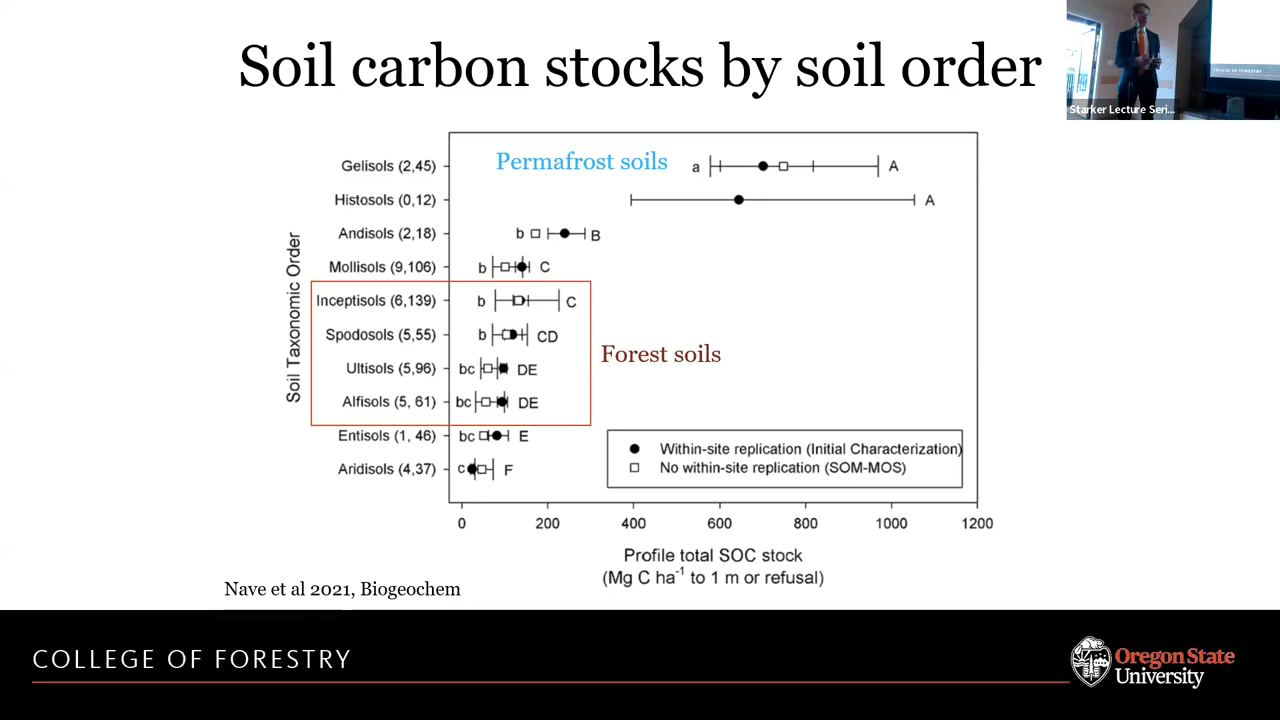 Soil carbon stocks by soil order
COLLEGE OF FORESTRY
Starker Lecture Seri...
Permafrost soils
Gelisols (2,45)
a
A
Histosols (0,12)
A
Andisols (2,18)
b
B
Mollisols (9,106)
b
C
Inceptisols (6,139)
b
C
Spodosols (5,55)
b
CD
Forest soils
Ultisols (5,96)
bc
DE
Alfisols (5, 61)
bc
DE
Entisols (1, 46)
bc
E
Aridisols (4,37)
c
F
Soil Taxonomic Order
Within-site replication (Initial Characterization)
No within-site replication (SOM-MOS)
0 200 400 600 800 1000 1200
Profile total SOC stock
(Mg C ha⁻¹ to 1 m or refusal)
Nave et al 2021, Biogeochem
COLLEGE OF FORESTRY
Oregon State
University